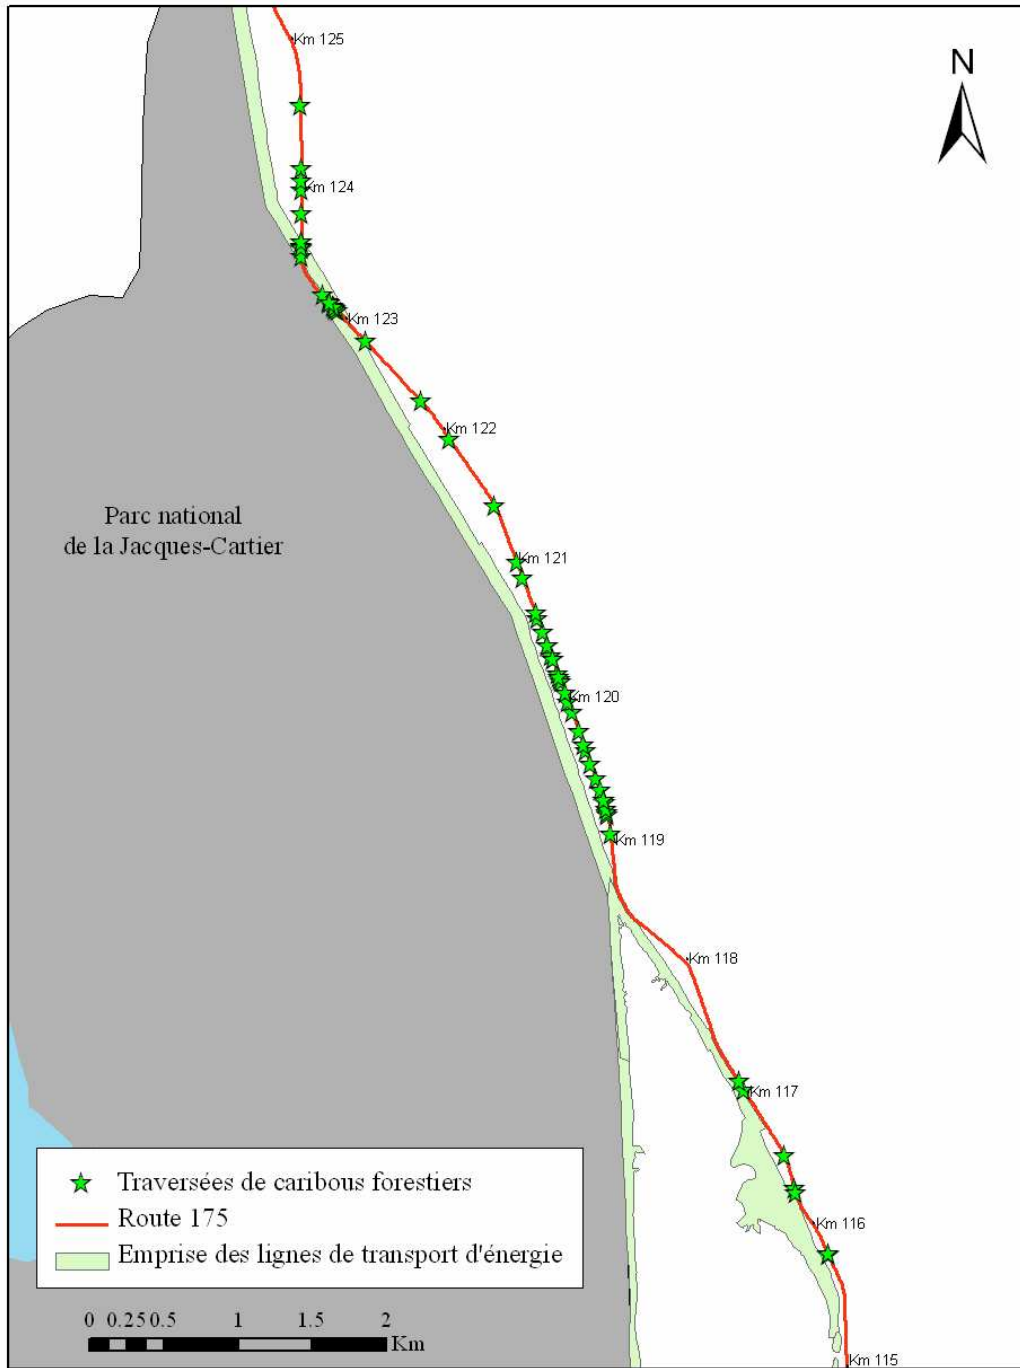 Km 125
N
Km 124
Km 123
Km 122
Parc national
de la Jacques-Cartier
Km 121
Km 120
Km 119
Km 118
Km 117
Traversées de caribous forestiers
Route 175
Km 116
Emprise des lignes de transport d'énergie
0 0.25 0.5 1 1.5 2
Km
Km 115